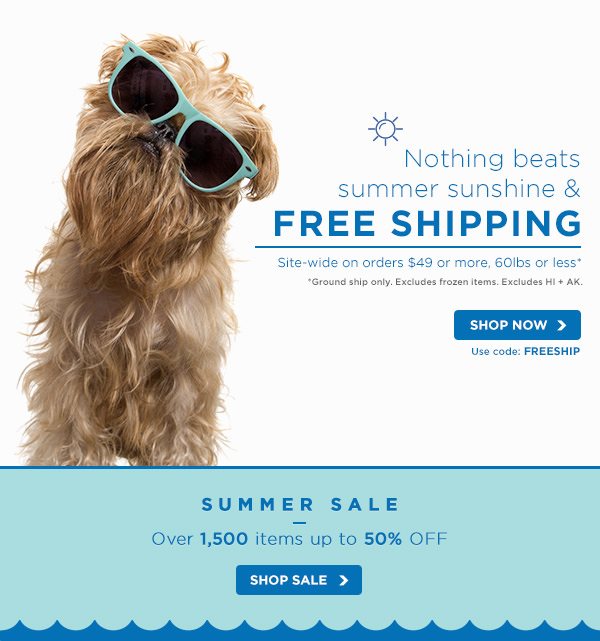 Nothing beats
summer sunshine &
FREE SHIPPING
Site-wide on orders $49 or more, 60lbs or less*
*Ground ship only. Excludes frozen items. Excludes HI + AK.
SHOP NOW
Use code: FREESHIP
SUMMER SALE
Over 1,500 items up to 50% OFF
SHOP SALE